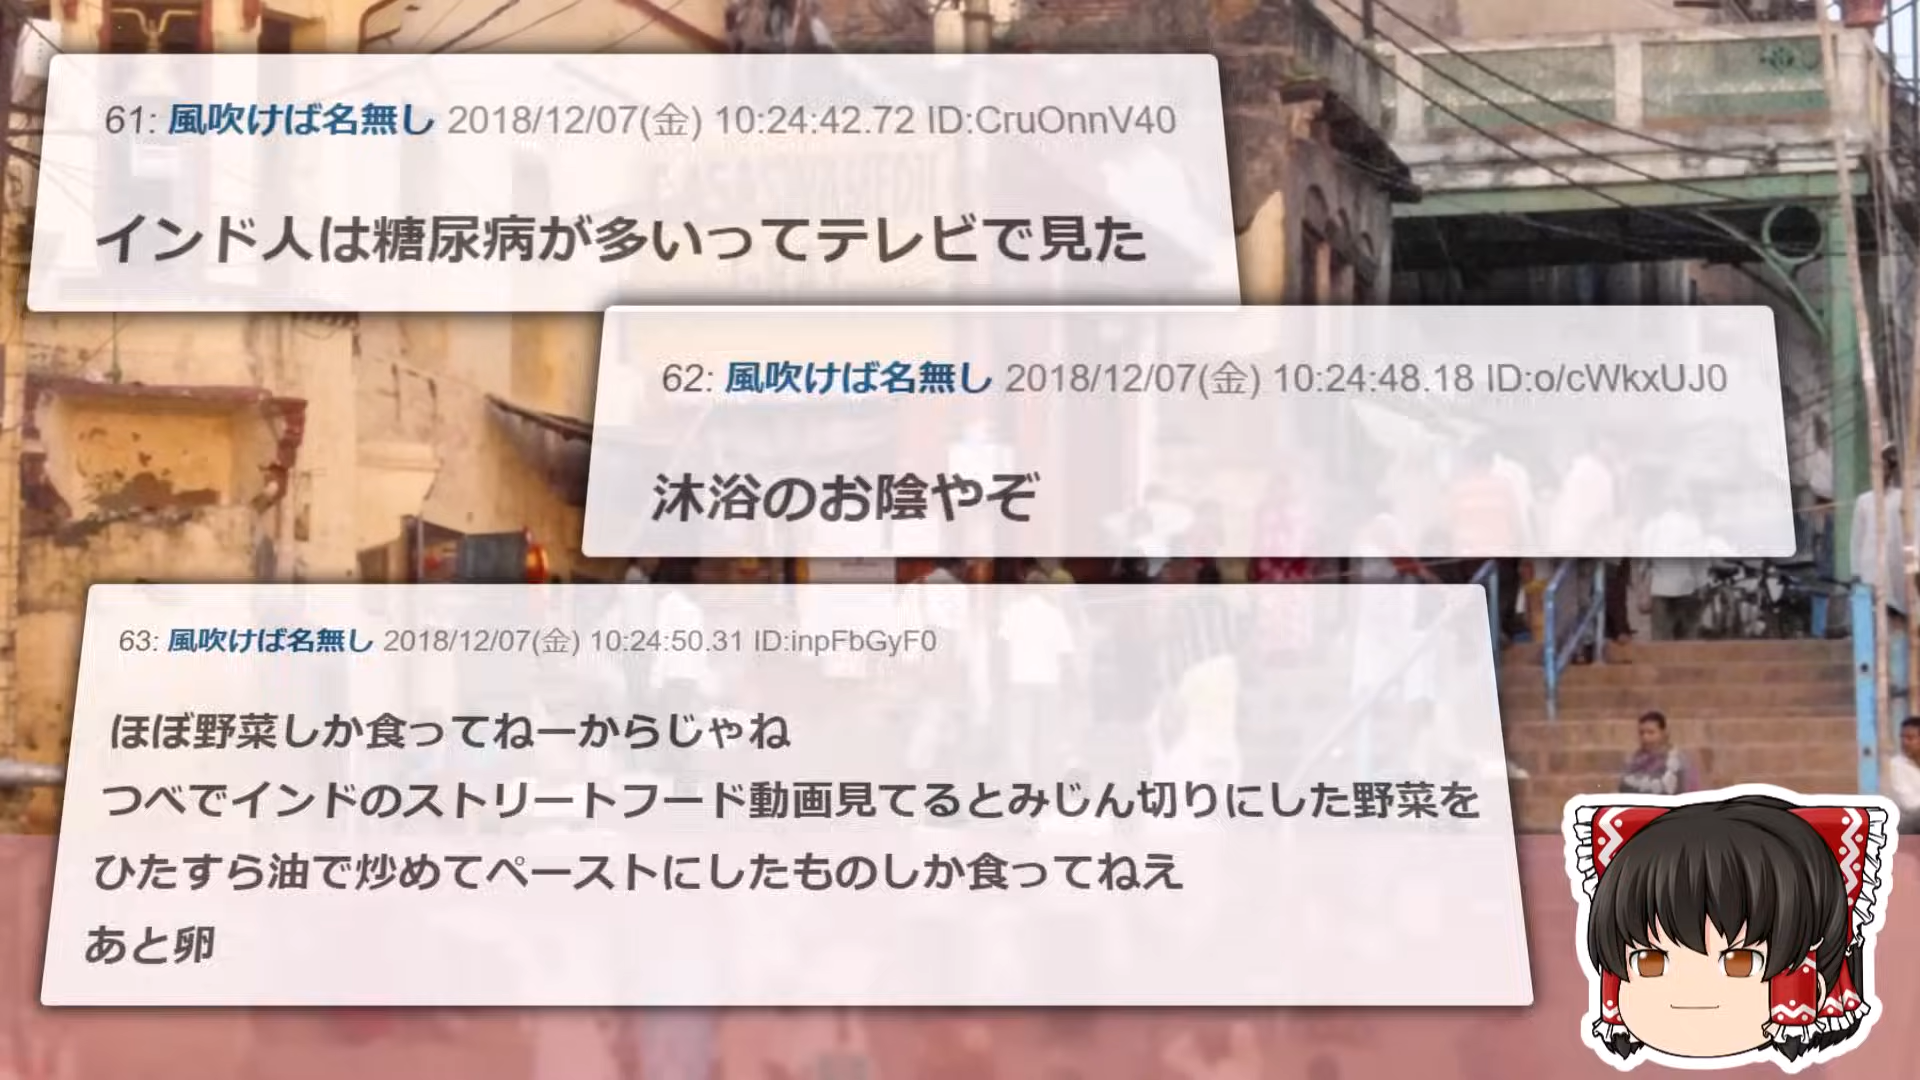 61: 風吹けば名無し 2018/12/07(金) 10:24:42.72 ID:CruOnnV40
インド人は糖尿病が多いってテレビで見た
62: 風吹けば名無し 2018/12/07(金) 10:24:48.18 ID:o/cWkxUJ0
沐浴のお陰やぞ
63: 風吹けば名無し 2018/12/07(金) 10:24:50.31 ID:inpFbGyF0
ほぼ野菜しか食ってねーからじゃね
つべでインドのストリートフード動画見てるとみじん切りにした野菜を
ひたすら油で炒めてペーストにしたものしか食ってねえ
あと卵